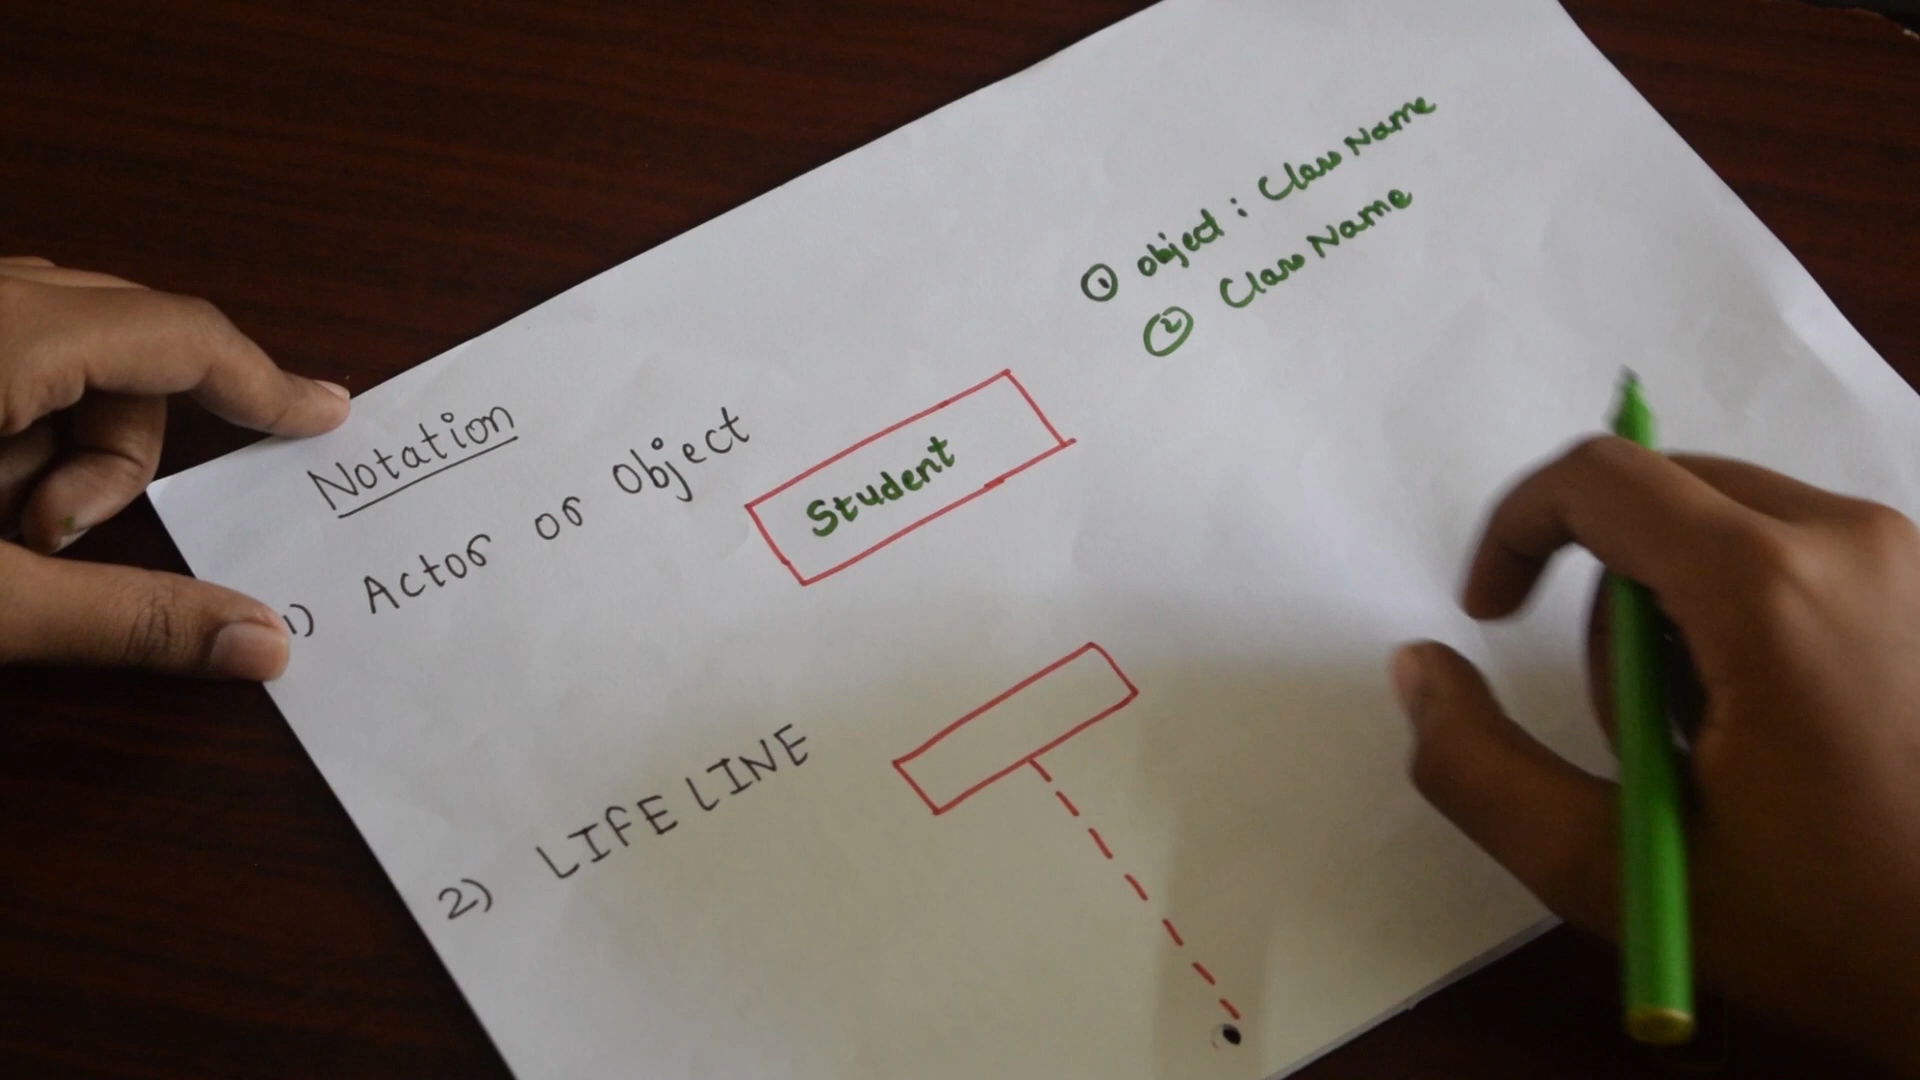 Notation
1) Actor or Object
Student
① object : Class Name
② Class Name
2) LIFE LINE